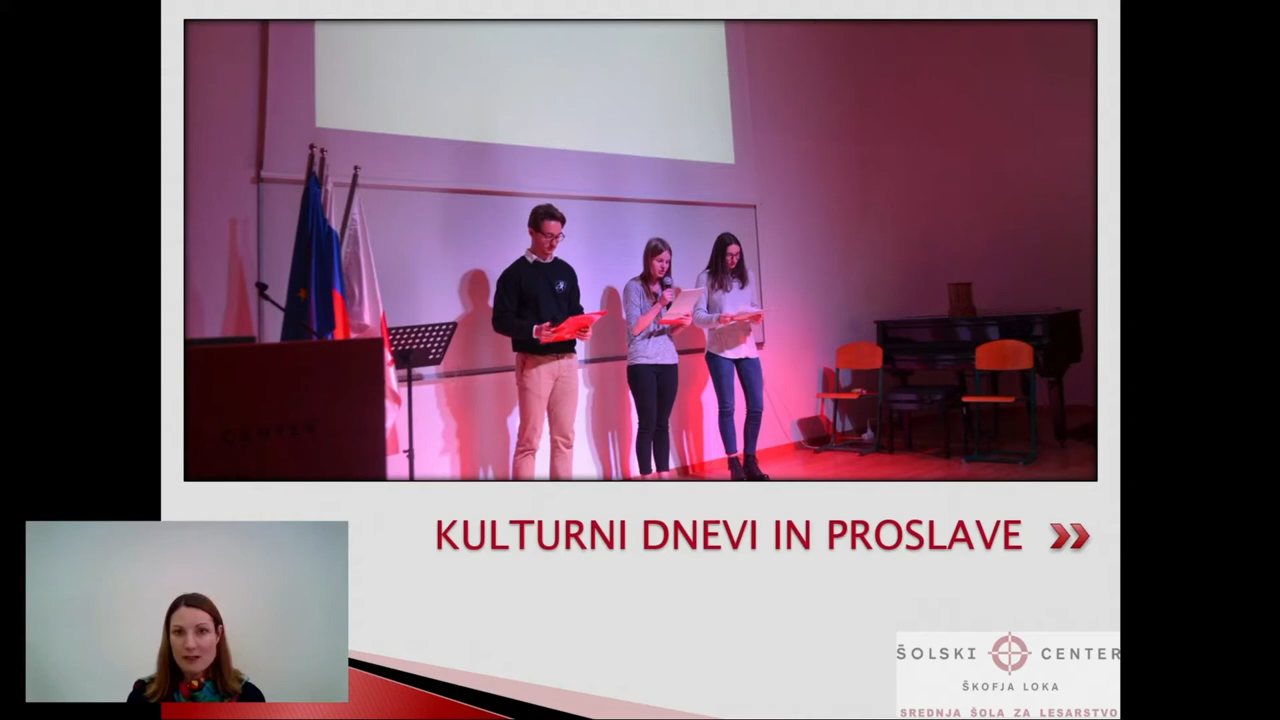 KULTURNI DNEVI IN PROSLAVE
ŠOLSKI CENTER
ŠKOFJA LOKA
SREDNJA ŠOLA ZA LESARSTVO